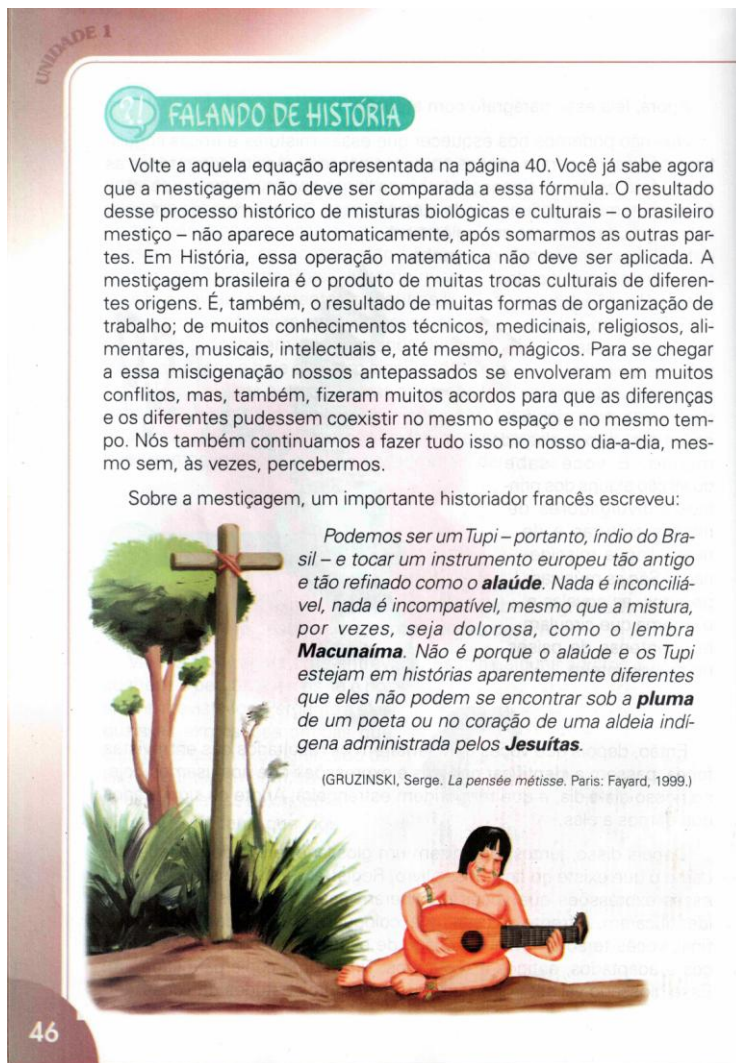 UNIDADE 1
?!
FALANDO DE HISTÓRIA
Volte a aquela equação apresentada na página 40. Você já sabe agora
que a mestiçagem não deve ser comparada a essa fórmula. O resultado
desse processo histórico de misturas biológicas e culturais – o brasileiro
mestiço – não aparece automaticamente, após somarmos as outras par-
tes. Em História, essa operação matemática não deve ser aplicada. A
mestiçagem brasileira é o produto de muitas trocas culturais de diferen-
tes origens. É, também, o resultado de muitas formas de organização de
trabalho; de muitos conhecimentos técnicos, medicinais, religiosos, ali-
mentares, musicais, intelectuais e, até mesmo, mágicos. Para se chegar
a essa miscigenação nossos antepassados se envolveram em muitos
conflitos, mas, também, fizeram muitos acordos para que as diferenças
e os diferentes pudessem coexistir no mesmo espaço e no mesmo tem-
po. Nós também continuamos a fazer tudo isso no nosso dia-a-dia, mes-
mo sem, às vezes, percebermos.
Sobre a mestiçagem, um importante historiador francês escreveu:
Podemos ser um Tupi – portanto, índio do Bra-
sil – e tocar um instrumento europeu tão antigo
e tão refinado como o alaúde. Nada é inconciliá-
vel, nada é incompatível, mesmo que a mistura,
por vezes, seja dolorosa, como o lembra
Macunaíma. Não é porque o alaúde e os Tupi
estejam em histórias aparentemente diferentes
que eles não podem se encontrar sob a pluma
de um poeta ou no coração de uma aldeia indí-
gena administrada pelos Jesuítas.
(GRUZINSKI, Serge. La pensée métisse. Paris: Fayard, 1999.)
46